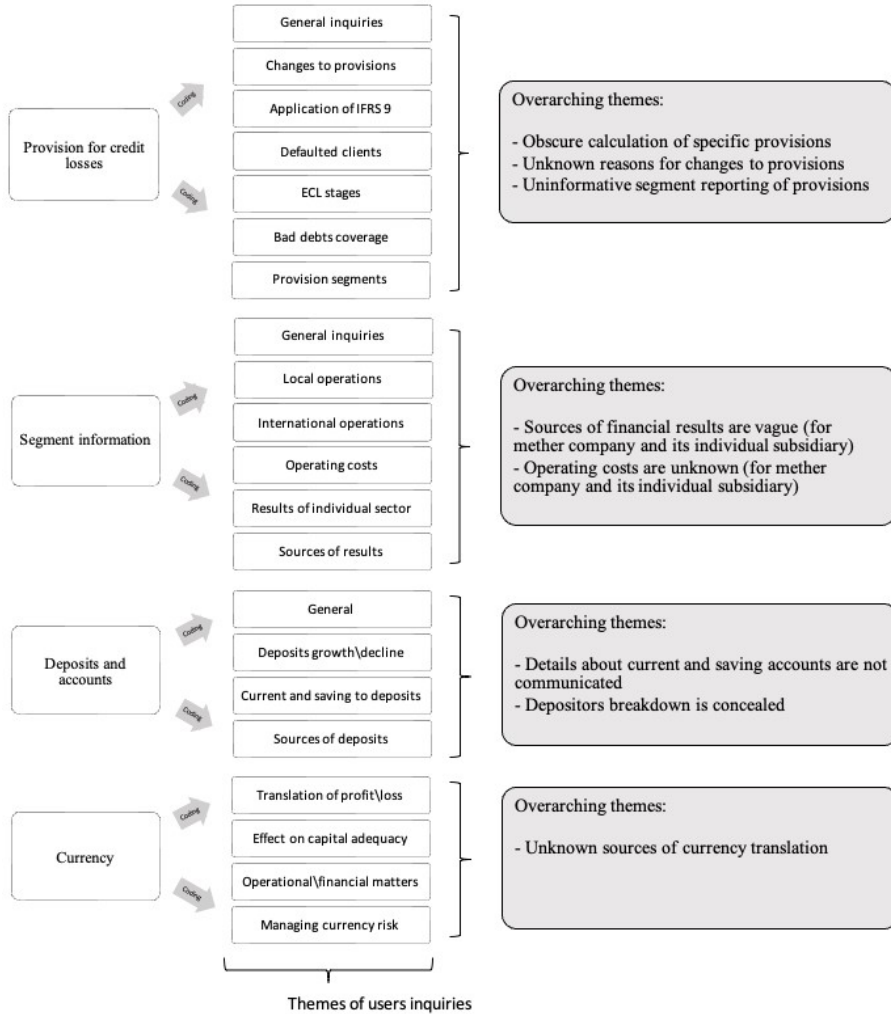 Provision for credit
losses
Coding
Coding
General inquiries
Changes to provisions
Application of IFRS 9
Defaulted clients
ECL stages
Bad debts coverage
Provision segments
Overarching themes:
- Obscure calculation of specific provisions
- Unknown reasons for changes to provisions
- Uninformative segment reporting of provisions
Segment information
Coding
Coding
General inquiries
Local operations
International operations
Operating costs
Results of individual sector
Sources of results
Overarching themes:
- Sources of financial results are vague (for
mether company and its individual subsidiary)
- Operating costs are unknown (for mether
company and its individual subsidiary)
Deposits and
accounts
Coding
Coding
General
Deposits growth\decline
Current and saving to deposits
Sources of deposits
Overarching themes:
- Details about current and saving accounts are not
communicated
- Depositors breakdown is concealed
Currency
Coding
Coding
Translation of profit\loss
Effect on capital adequacy
Operational\financial matters
Managing currency risk
Overarching themes:
- Unknown sources of currency translation
Themes of users inquiries